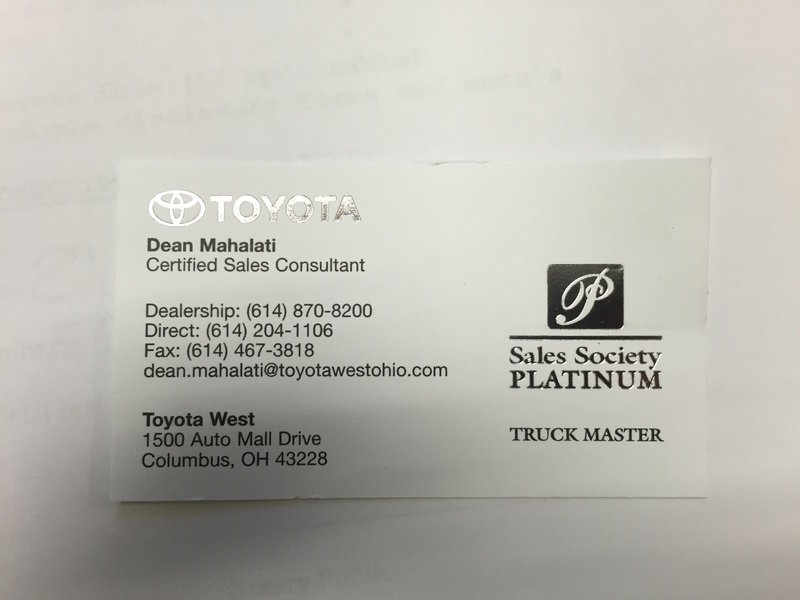 TOYOTA
Dean Mahalati
Certified Sales Consultant
Dealership: (614) 870-8200
Direct: (614) 204-1106
Fax: (614) 467-3818
dean.mahalati@toyotawestohio.com
Toyota West
1500 Auto Mall Drive
Columbus, OH 43228
P
Sales Society
PLATINUM
TRUCK MASTER